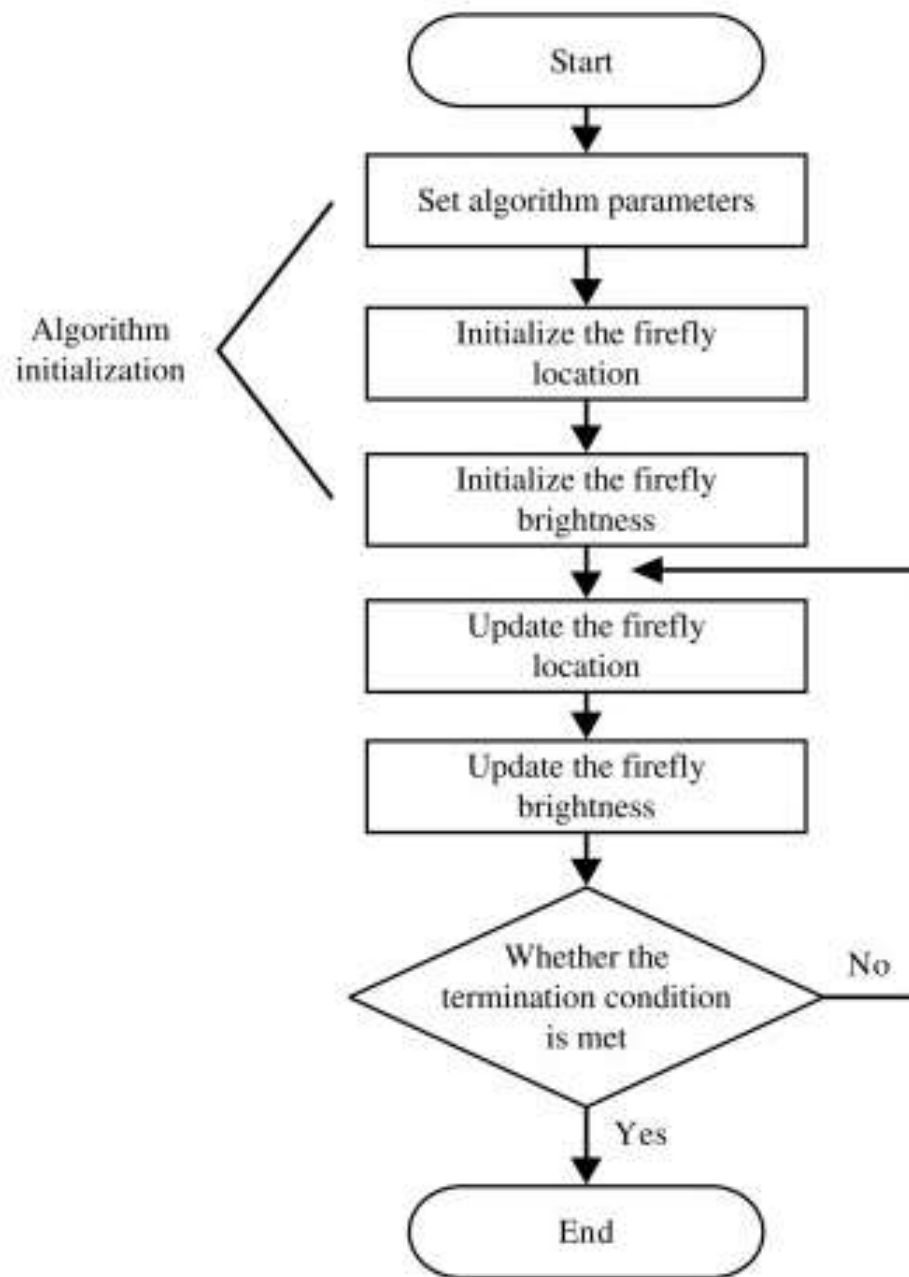 Start
Set algorithm parameters
Algorithm
initialization
Initialize the firefly
location
Initialize the firefly
brightness
Update the firefly
location
Update the firefly
brightness
Whether the
termination condition
is met
No
Yes
End